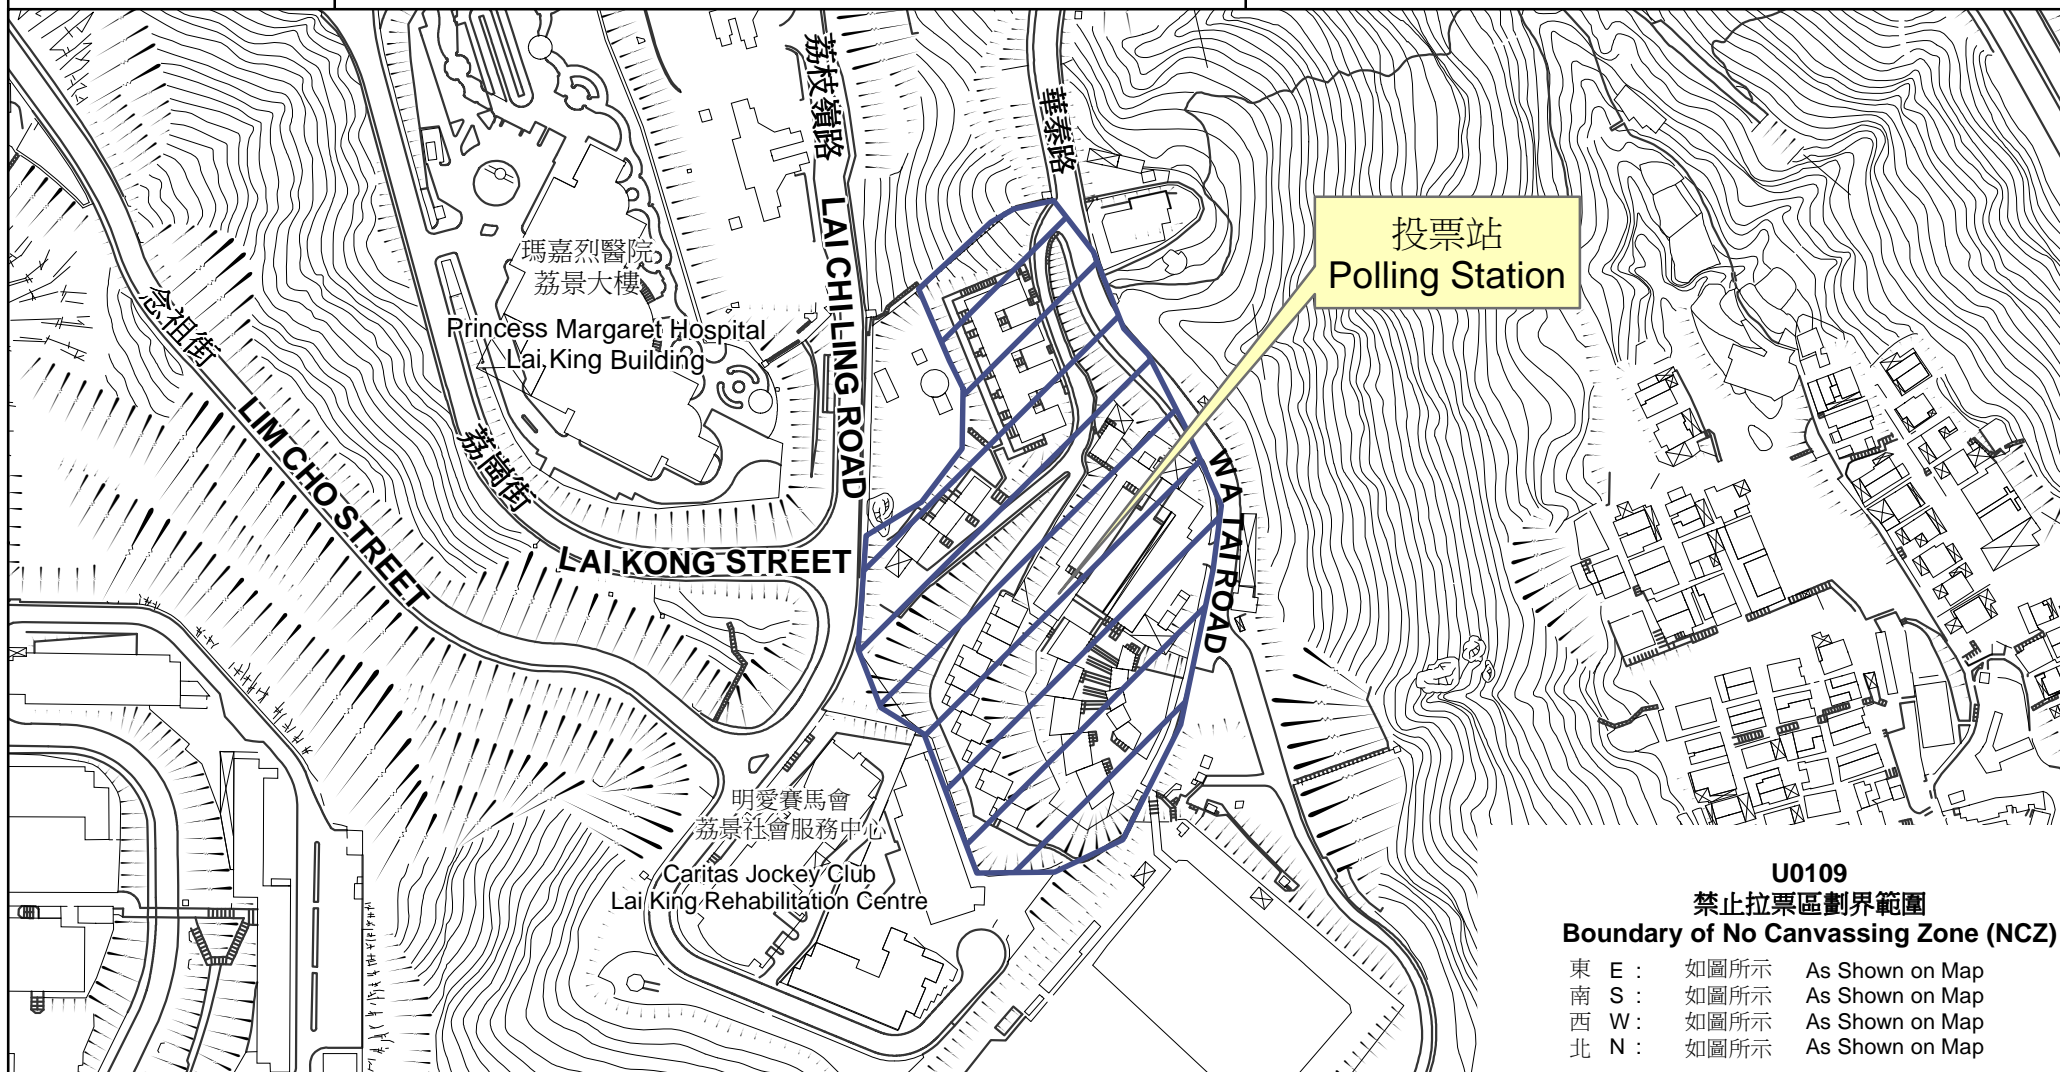 荔枝嶺路
LAI CHI LING ROAD
華泰路
WA TAI ROAD
投票站
Polling Station
瑪嘉烈醫院
荔景大樓
Princess Margaret Hospital
Lai King Building
念祖街
LIM CHO STREET
荔崗街
LAI KONG STREET
明愛賽馬會
荔景社會服務中心
Caritas Jockey Club
Lai King Rehabilitation Centre
U0109
禁止拉票區劃界範圍
Boundary of No Canvassing Zone (NCZ)
東 E : 如圖所示 As Shown on Map
南 S : 如圖所示 As Shown on Map
西 W : 如圖所示 As Shown on Map
北 N : 如圖所示 As Shown on Map